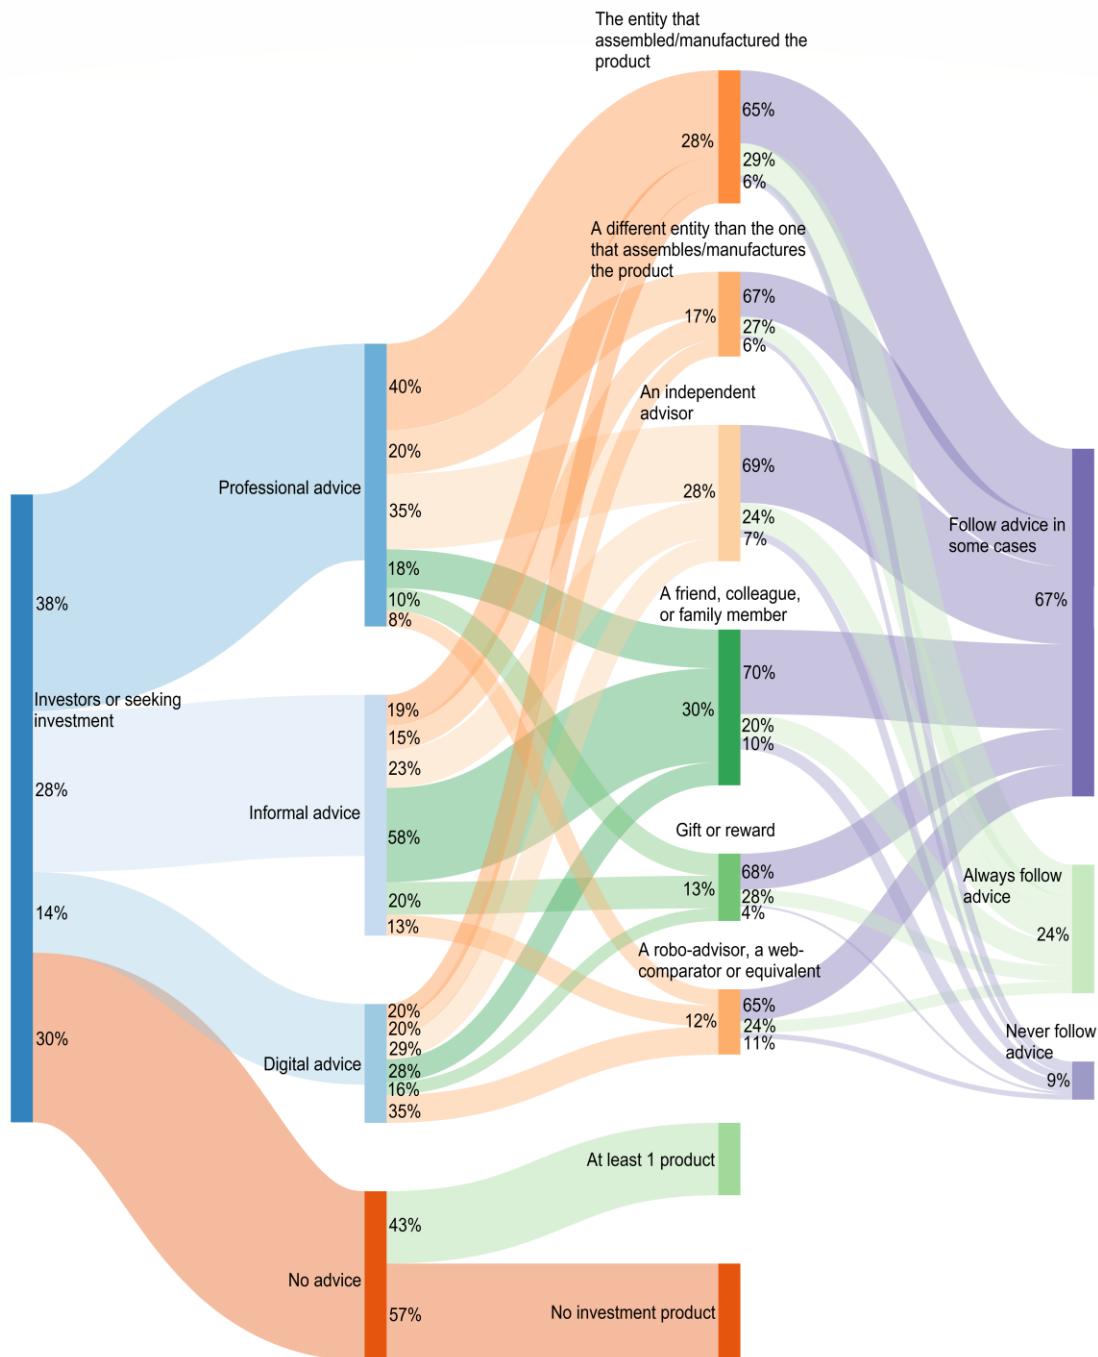 The entity that
assembled/manufactured the
product
65%
28%
29%
6%
A different entity than the one
that assembles/manufactures
the product
67%
17%
27%
6%
An independent
advisor
69%
28%
24%
7%
A friend, colleague,
or family member
70%
30%
20%
10%
Gift or reward
68%
13%
28%
4%
A robo-advisor, a web-
comparator or equivalent
65%
12%
24%
11%
At least 1 product
No investment product
40%
20%
Professional advice
35%
18%
10%
8%
19%
15%
23%
Informal advice
58%
20%
13%
20%
20%
29%
Digital advice
28%
16%
35%
43%
No advice
57%
38%
Investors or seeking
investment
28%
14%
30%
Follow advice in
some cases
67%
Always follow
advice
24%
Never follow
advice
9%